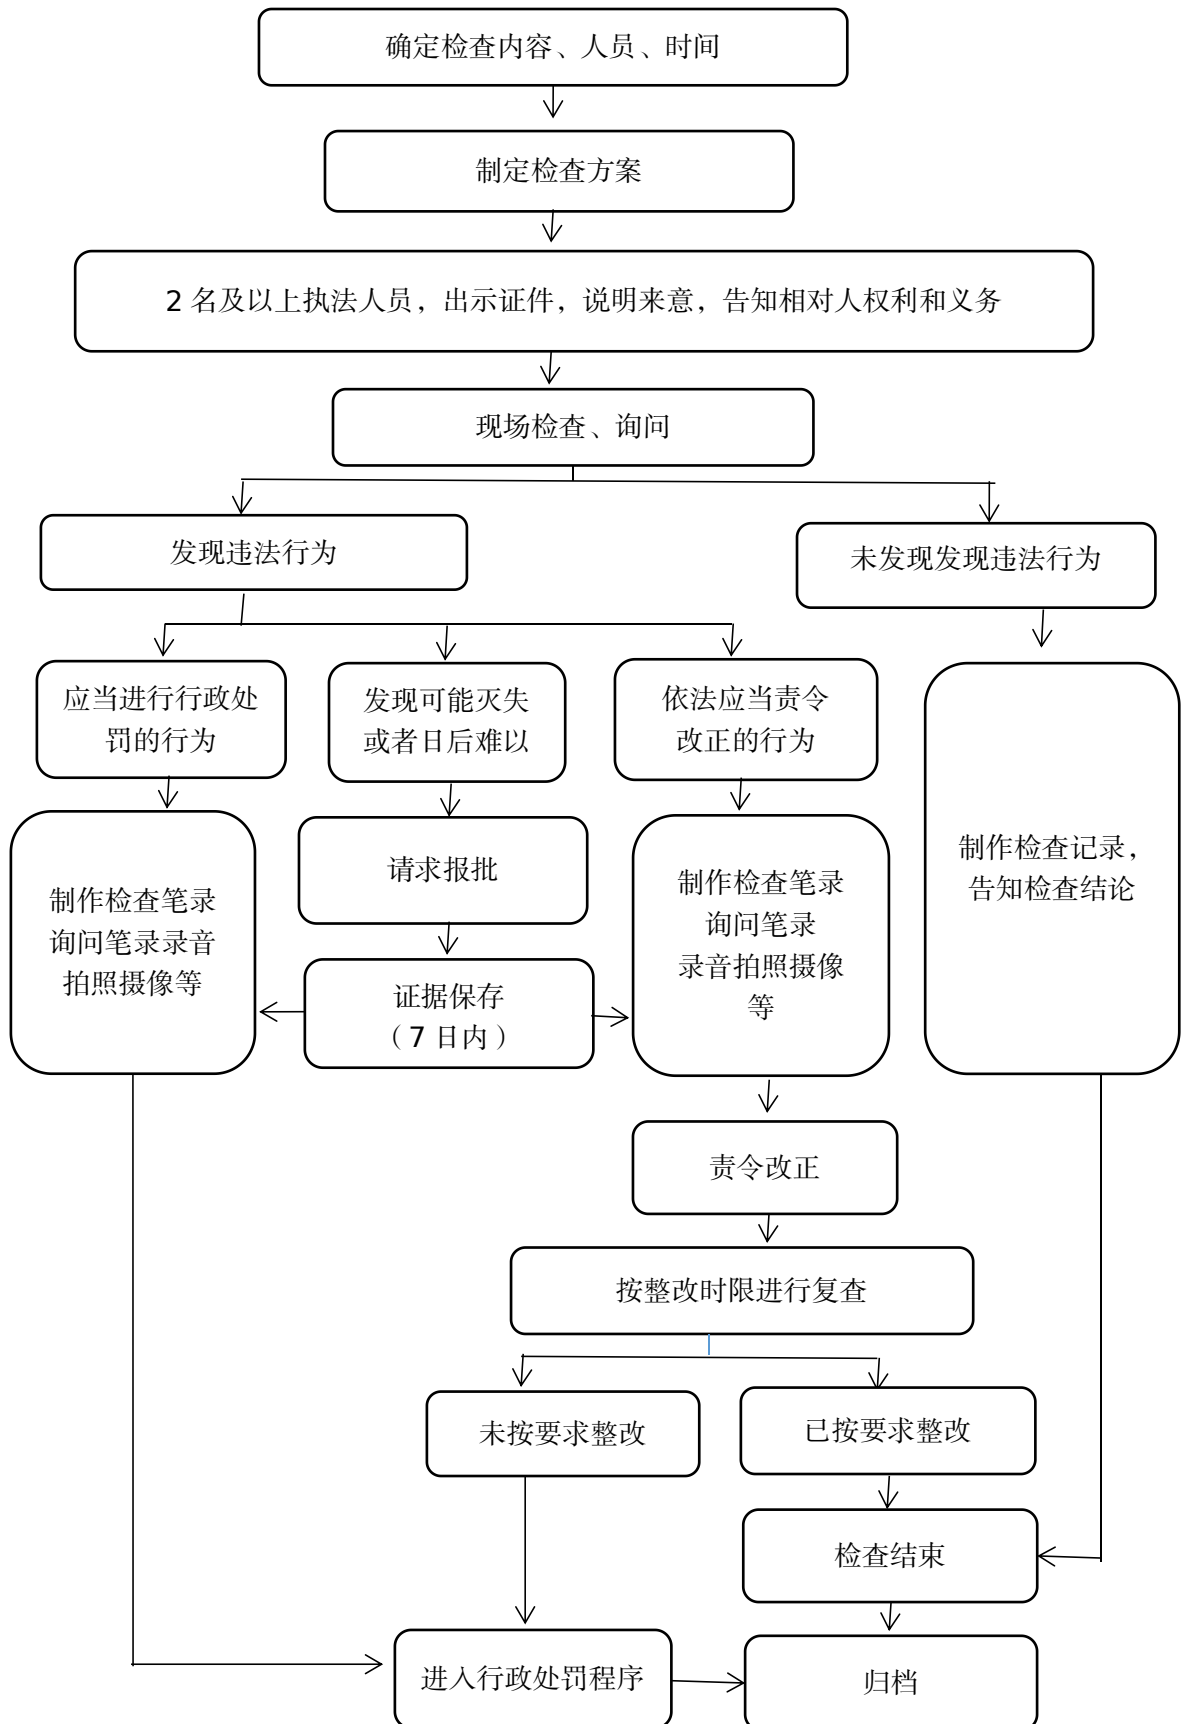 确定检查内容、人员、时间
制定检查方案
2 名及以上执法人员，出示证件，说明来意，告知相对人权利和义务
现场检查、询问
发现违法行为
未发现发现违法行为
应当进行行政处
罚的行为
发现可能灭失
或者日后难以
依法应当责令
改正的行为
制作检查笔录
询问笔录录音
拍照摄像等
请求报批
证据保存
（7 日内）
制作检查笔录
询问笔录
录音拍照摄像
等
制作检查记录，
告知检查结论
责令改正
按整改时限进行复查
未按要求整改
已按要求整改
检查结束
进入行政处罚程序
归档